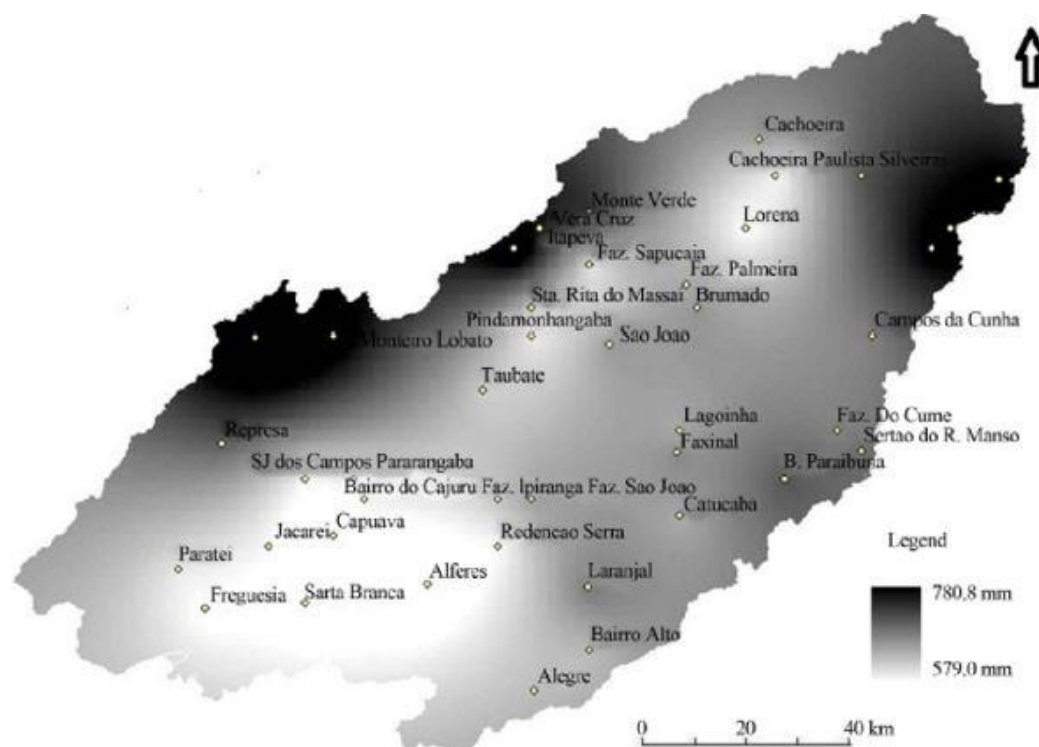 Cachoeira
Cachoeira Paulista Silveiras
Monte Verde
Vera Cruz
Itapeva
Lorena
Faz. Sapucaia
Faz. Palmeira
Sta. Rita do Massai
Brumado
Pindamonhangaba
Sao Joao
Campos da Cunha
Monteiro Lobato
Taubate
Lagoinha
Faz. Do Cume
Represa
Faxinal
Sertao do R. Manso
SJ dos Campos Pararangaba
B. Paraibuna
Bairro do Cajuru Faz. Ipiranga Faz. Sao Joao
Catucaba
Capuava
Jacarei
Redencao Serra
Legend
Paratei
Alferes
Laranjal
780.8 mm
Freguesia
Sarta Branca
Bairro Alto
579.0 mm
Alegre
0 20 40 km